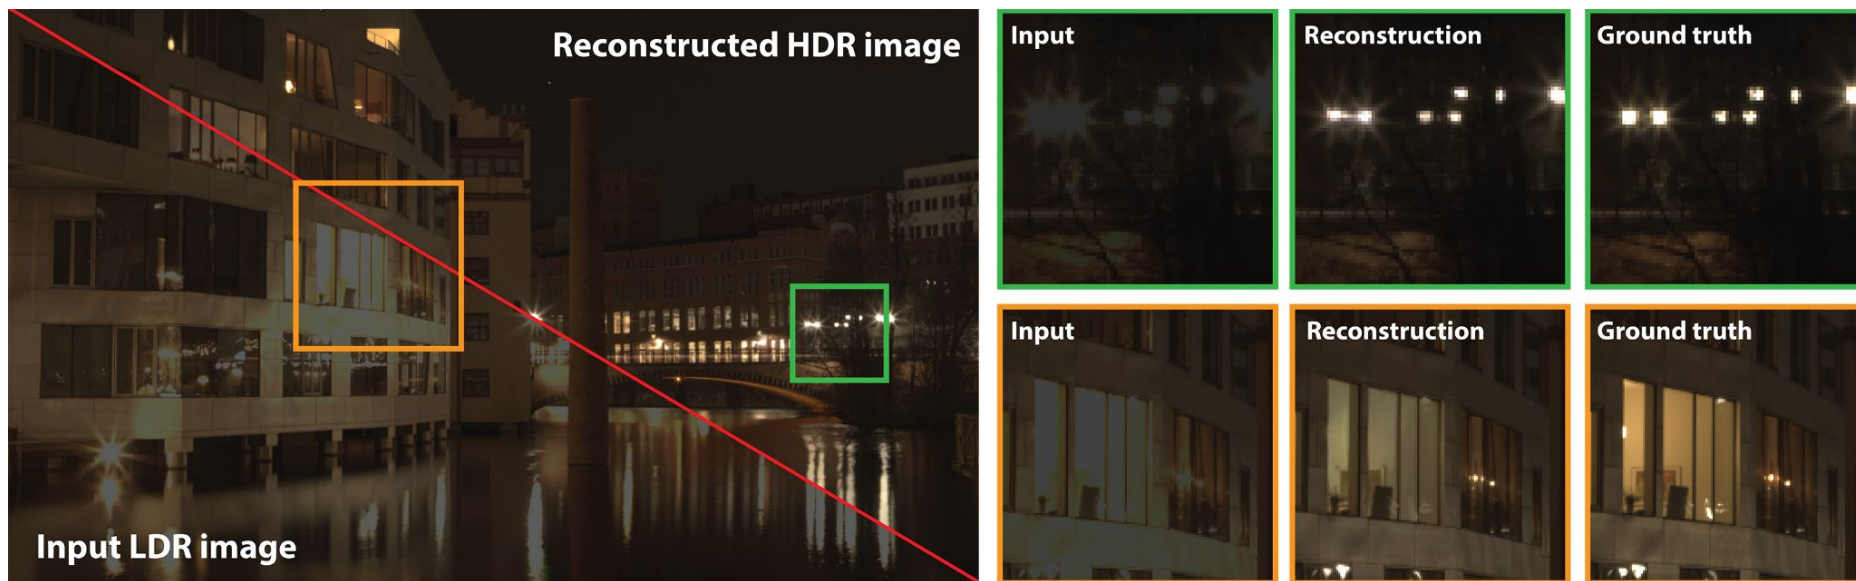 Reconstructed HDR image
Input LDR image
Input
Reconstruction
Ground truth
Input
Reconstruction
Ground truth